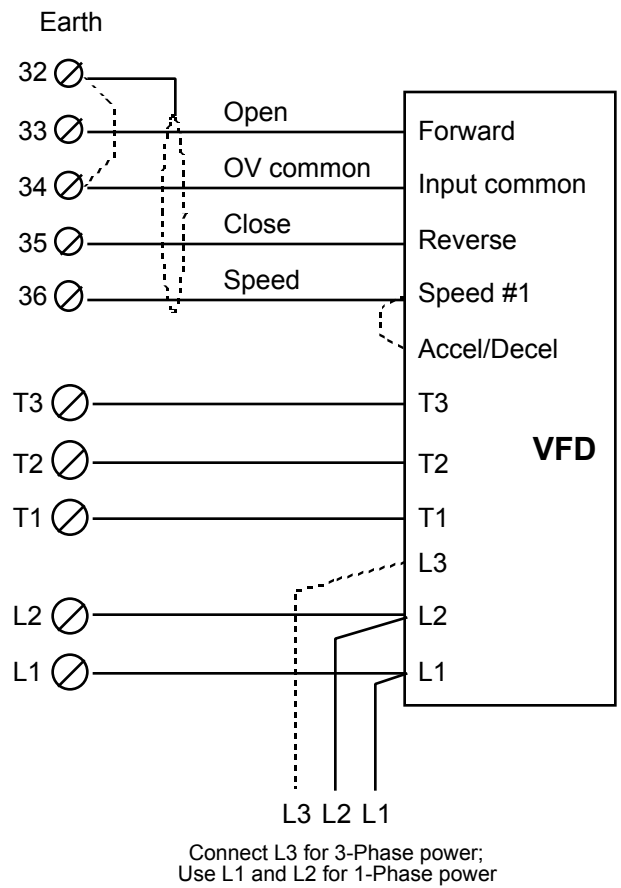 Earth
32
33 Open Forward
34 OV common Input common
35 Close Reverse
36 Speed Speed #1
Accel/Decel
T3 T3
VFD
T2 T2
T1 T1
L3
L2 L2
L1 L1
L3 L2 L1
Connect L3 for 3-Phase power;
Use L1 and L2 for 1-Phase power